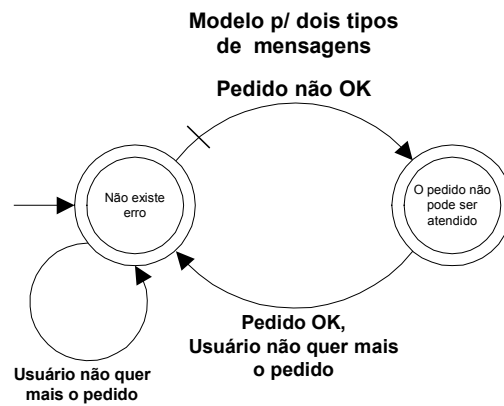 Modelo p/ dois tipos
de mensagens
Pedido não OK
Não existe
erro
O pedido não
pode ser
atendido
Pedido OK,
Usuário não quer mais
o pedido
Usuário não quer
mais o pedido